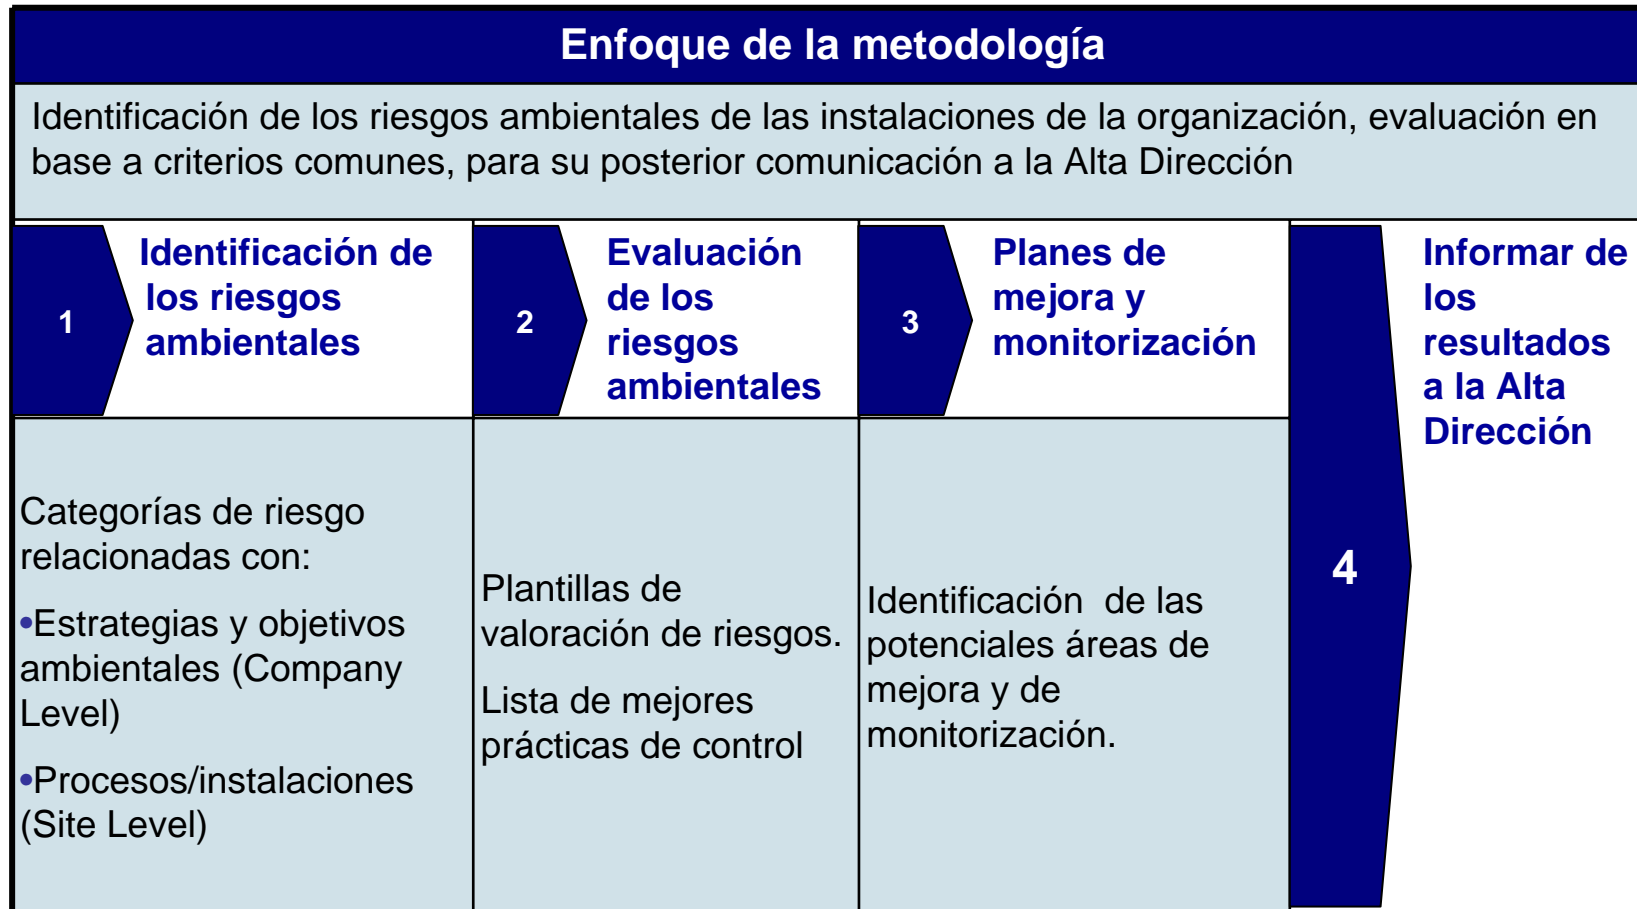 Enfoque de la metodología
Identificación de los riesgos ambientales de las instalaciones de la organización, evaluación en
base a criterios comunes, para su posterior comunicación a la Alta Dirección
1
Identificación de
los riesgos
ambientales
2
Evaluación
de los
riesgos
ambientales
3
Planes de
mejora y
monitorización
4
Informar de
los
resultados
a la Alta
Dirección
Categorías de riesgo
relacionadas con:
•Estrategias y objetivos
ambientales (Company
Level)
•Procesos/instalaciones
(Site Level)
Plantillas de
valoración de riesgos.
Lista de mejores
prácticas de control
Identificación  de las
potenciales áreas de
mejora y de
monitorización.